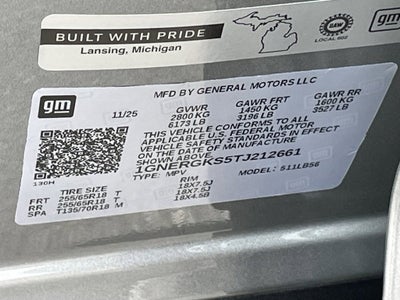 BUILT WITH PRIDE
Lansing, Michigan
UAW
LOCAL 602
gm
gm
MFD BY GENERAL MOTORS LLC
11/25 GVWR GAWR FRT GAWR RR
2800 KG 1450 KG 1600 KG
6173 LB 3196 LB 3527 LB
THIS VEHICLE CONFORMS TO ALL
APPLICABLE U.S. FEDERAL MOTOR
VEHICLE SAFETY STANDARDS IN EFFECT
ON THE DATE OF MANUFACTURE
SHOWN ABOVE.
1GNERGKS5TJ212661
TYPE: MPV MODEL: 511LB56
130H
TIRE SIZE RIM
FRT 255/65R18 T 18X7.5J
RR 255/65R18 T 18X7.5J
SPA T135/70R18 M 18X4.5B